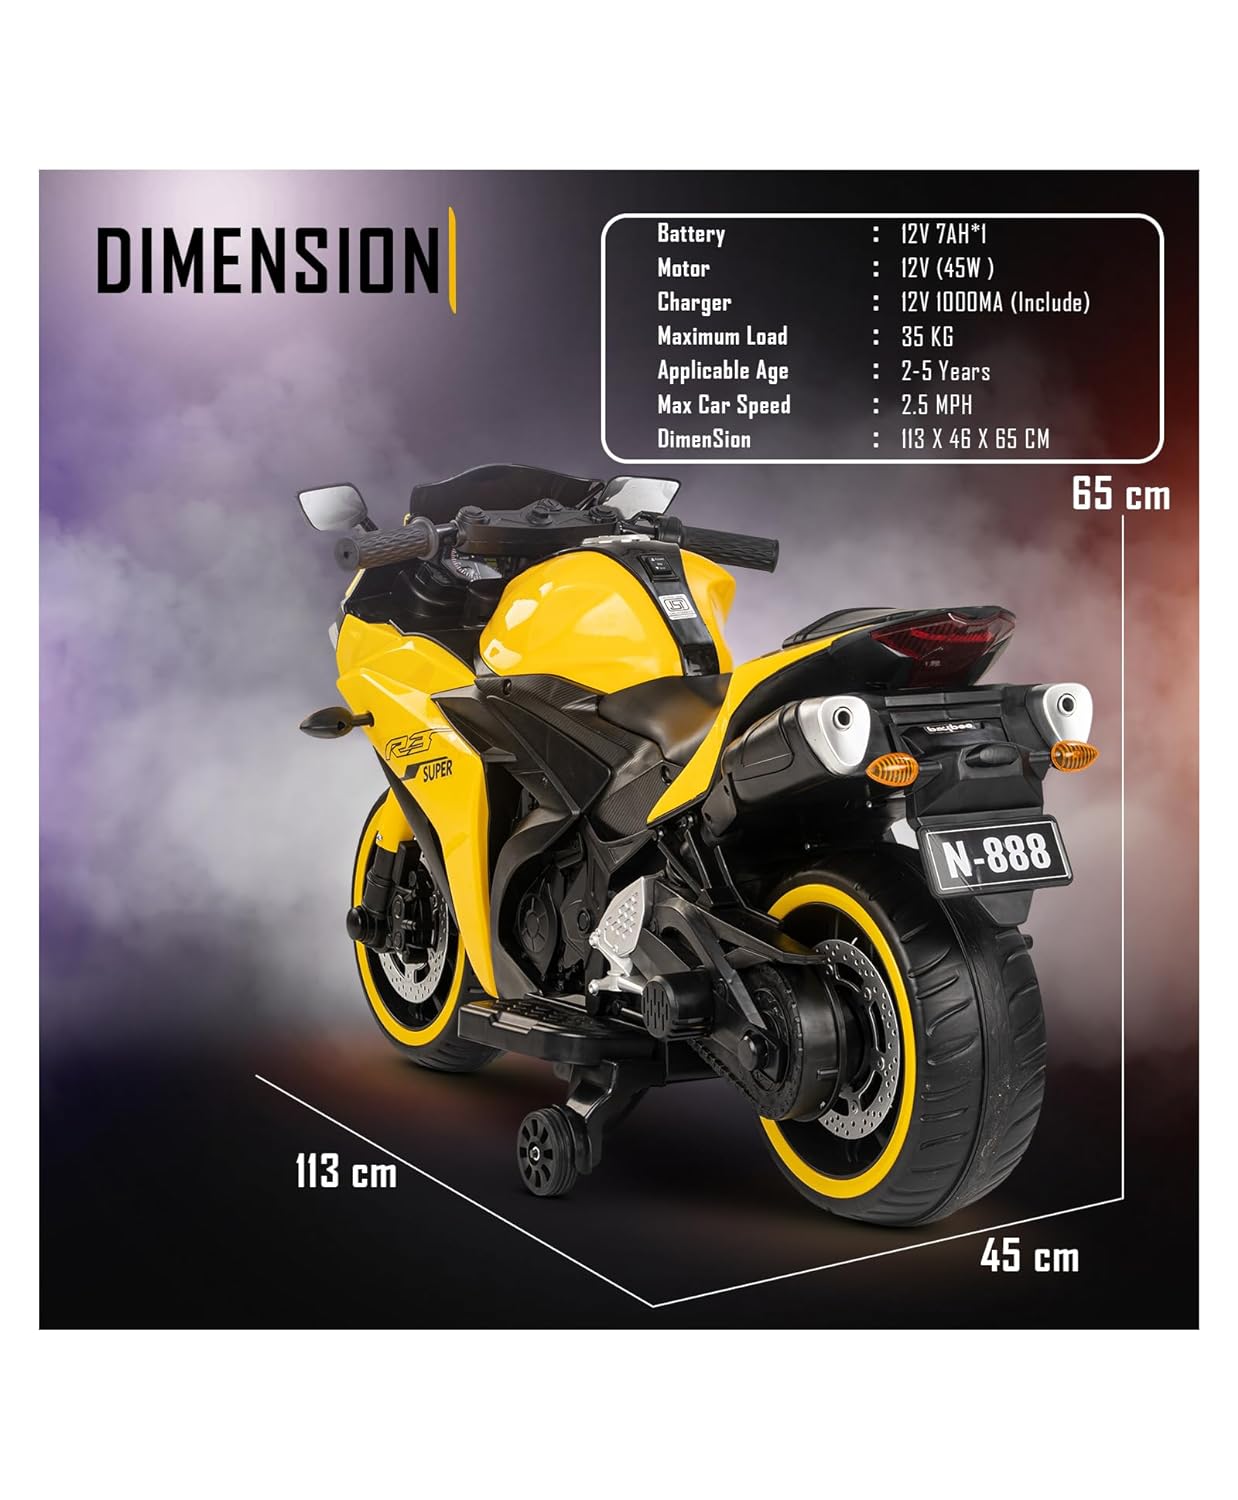 DIMENSION
Battery : 12V 7AH*1
Motor : 12V (45W )
Charger : 12V 1000MA (Include)
Maximum Load : 35 KG
Applicable Age : 2-5 Years
Max Car Speed : 2.5 MPH
DimenSion : 113 X 46 X 65 CM
65 cm
R3
SUPER
baybee
N-888
113 cm
45 cm